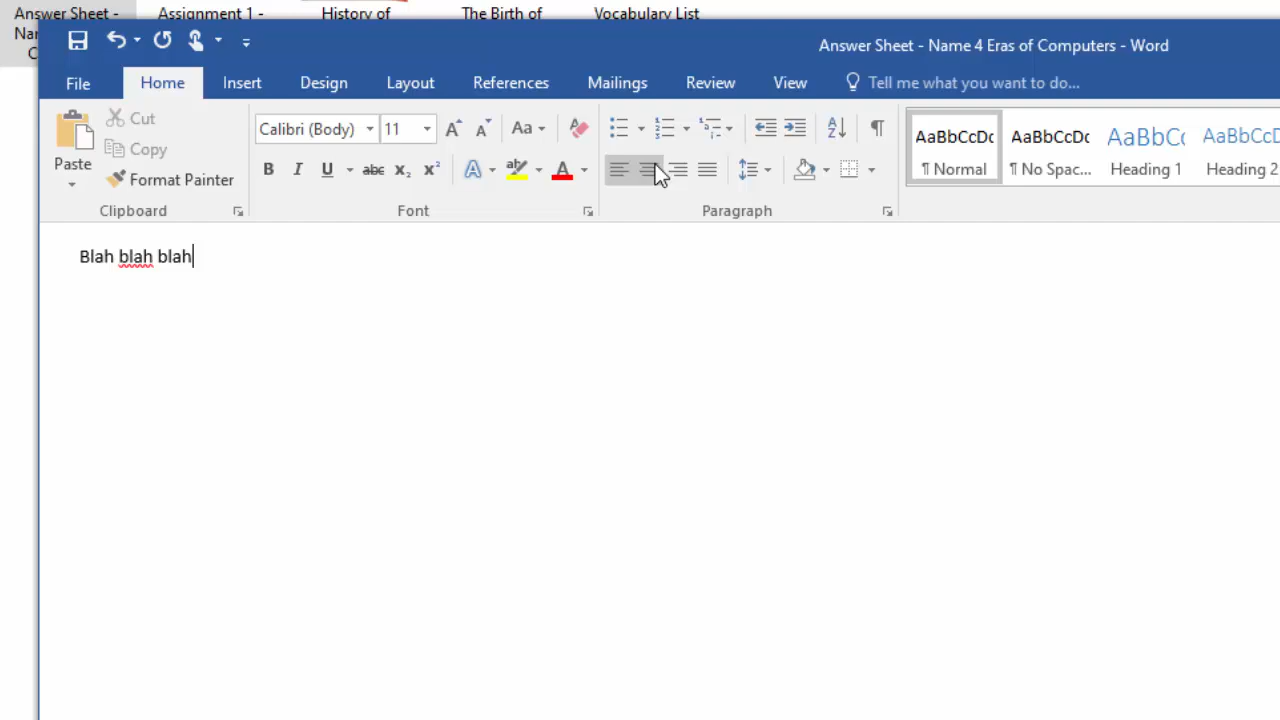 Answer Sheet - Assignment 1 - History of The Birth of Vocabulary List
Nar
C
Answer Sheet - Name 4 Eras of Computers - Word
File Home Insert Design Layout References Mailings Review View Tell me what you want to do...
Paste Cut
Copy
Format Painter
Clipboard
Calibri (Body) 11 Aa
B I U abc x₂ x² A ab A
Font
Paragraph
AaBbCcDc AaBbCcDc AaBbCc AaBbCcD
¶ Normal ¶ No Spac... Heading 1 Heading 2
Blah blah blah